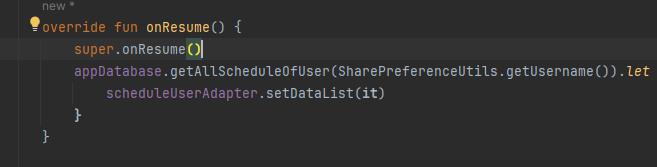 new *
override fun onResume() {
super.onResume()
appDatabase.getAllScheduleOfUser(SharePreferenceUtils.getUsername()).let
scheduleUserAdapter.setDataList(it)
}
}